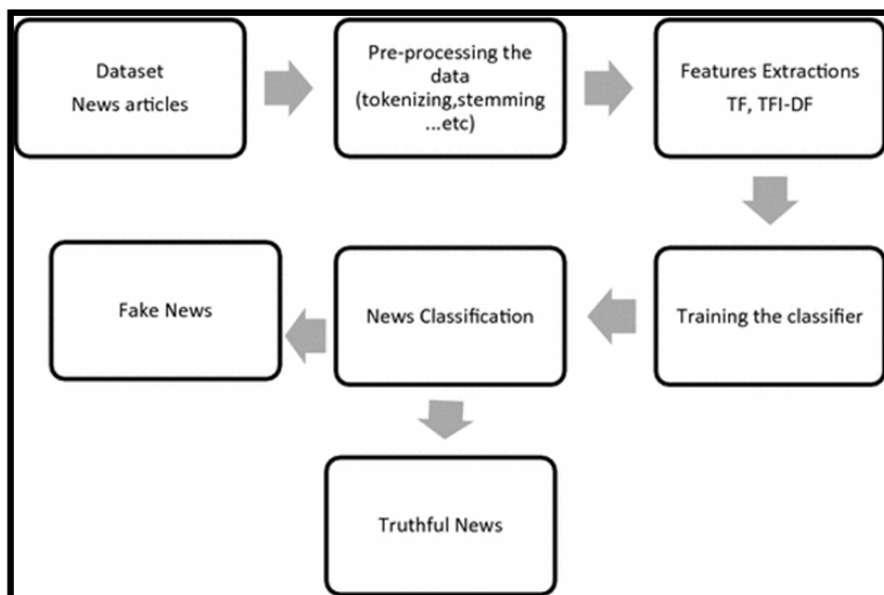 Dataset
News articles
Pre-processing the
data
(tokenizing,stemming
...etc)
Features Extractions
TF, TFI-DF
Fake News
News Classification
Training the classifier
Truthful News